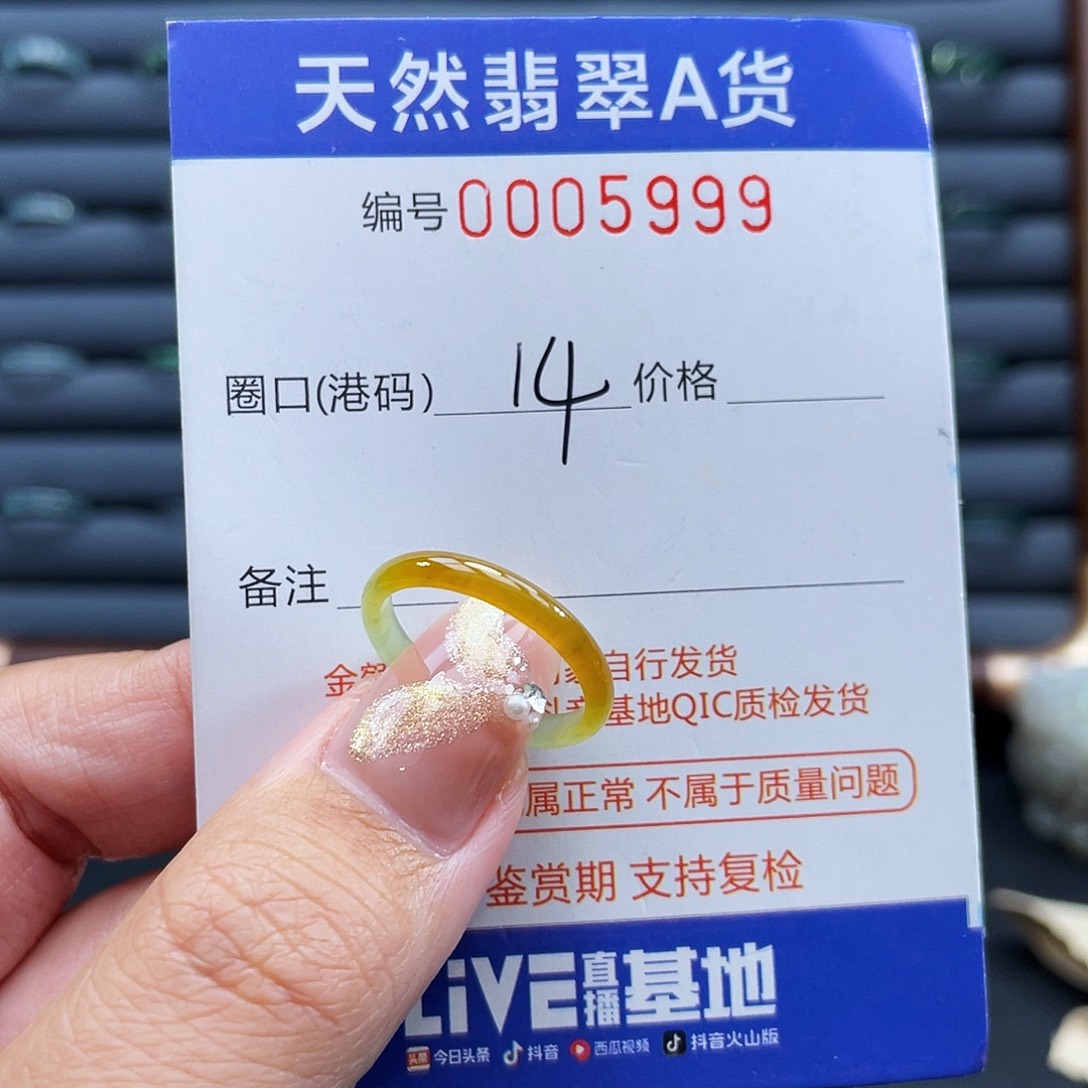 天然翡翠A货
编号0005999
圈口(港码) 14 价格
备注
自行发货
基地QIC质检发货
属正常 不属于质量问题
鉴赏期 支持复检
LiVE直播基地
头条 今日头条 抖音 西瓜视频 抖音火山版